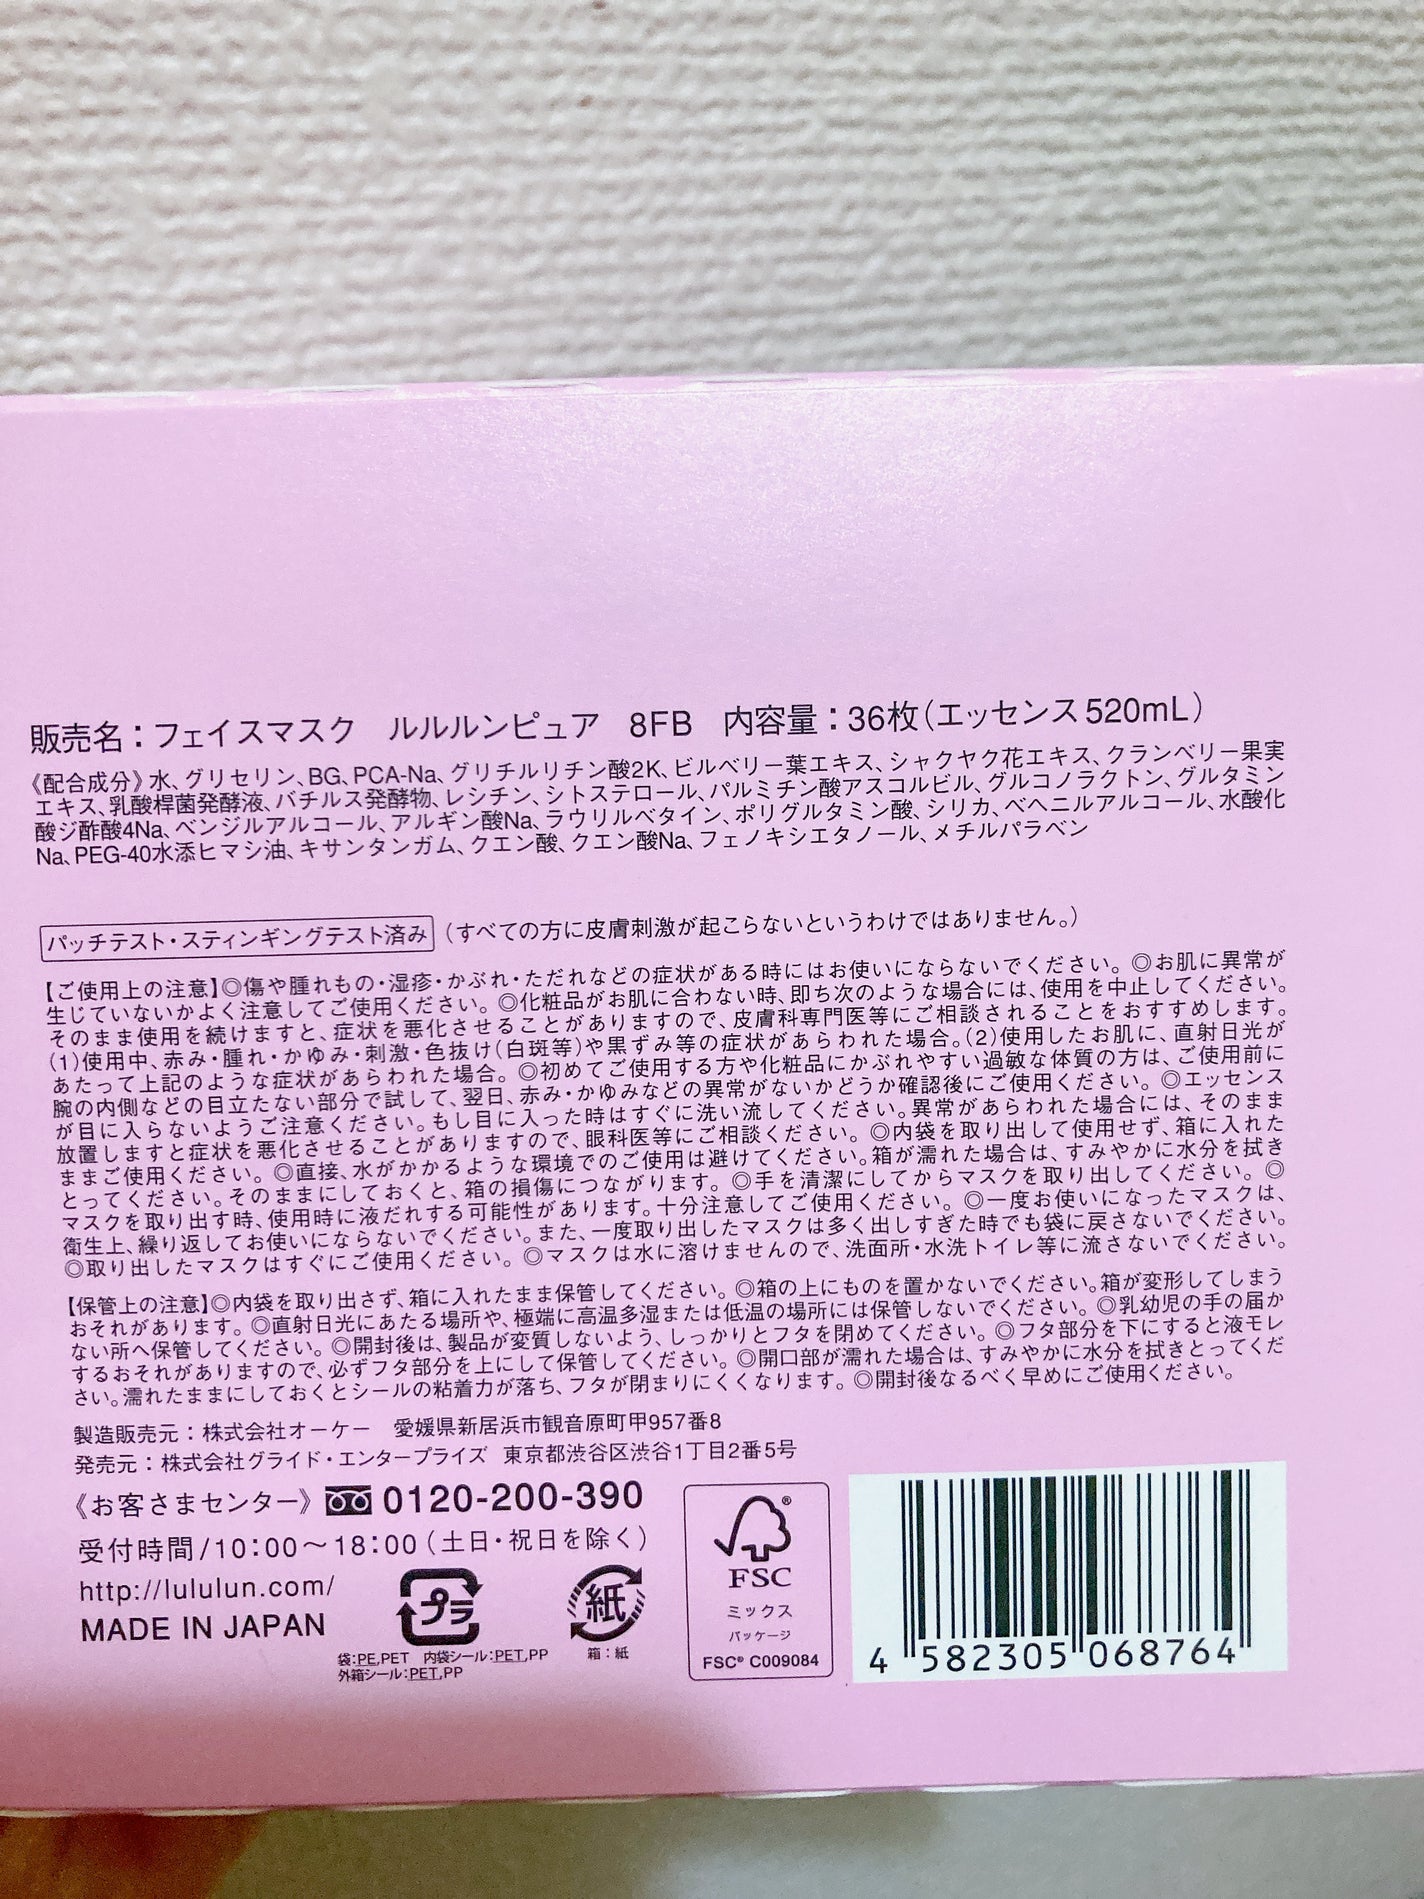 販売名：フェイスマスク　ルルルンピュア　8FB　内容量：36枚（エッセンス520mL）
《配合成分》水、グリセリン、BG、PCA-Na、グリチルリチン酸2K、ビルベリー葉エキス、シャクヤク花エキス、クランベリー果実
エキス、乳酸桿菌発酵液、バチルス発酵物、レシチン、シトステロール、パルミチン酸アスコルビル、グルコノラクトン、グルタミン
酸ジ酢酸4Na、ベンジルアルコール、アルギン酸Na、ラウリルベタイン、ポリグルタミン酸、シリカ、ベヘニルアルコール、水酸化
Na、PEG-40水添ヒマシ油、キサンタンガム、クエン酸、クエン酸Na、フェノキシエタノール、メチルパラベン
パッチテスト・スティンギングテスト済み（すべての方に皮膚刺激が起こらないというわけではありません。）
【ご使用上の注意】◎傷や腫れもの・湿疹・かぶれ・ただれなどの症状がある時にはお使いにならないでください。◎お肌に異常が
生じていないかよく注意してご使用ください。◎化粧品がお肌に合わない時、即ち次のような場合には、使用を中止してください。
そのまま使用を続けますと、症状を悪化させることがありますので、皮膚科専門医等にご相談されることをおすすめします。
(1)使用中、赤み・腫れ・かゆみ・刺激・色抜け(白斑等)や黒ずみ等の症状があらわれた場合。(2)使用したお肌に、直射日光が
あたって上記のような症状があらわれた場合。◎初めてご使用する方や化粧品にかぶれやすい過敏な体質の方は、ご使用前に
腕の内側などの目立たない部分で試して、翌日、赤み・かゆみなどの異常がないかどうか確認後にご使用ください。◎エッセンス
が目に入らないようご注意ください。もし目に入った時はすぐに洗い流してください。異常があらわれた場合には、そのまま
放置しますと症状を悪化させることがありますので、眼科医等にご相談ください。◎内袋を取り出して使用せず、箱に入れた
ままご使用ください。◎直接、水がかかるような環境でのご使用は避けてください。箱が濡れた場合は、すみやかに水分を拭き
とってください。そのままにしておくと、箱の損傷につながります。◎手を清潔にしてからマスクを取り出してください。◎
マスクを取り出す時、使用時に液だれする可能性があります。十分注意してご使用ください。◎一度お使いになったマスクは、
衛生上、繰り返してお使いにならないでください。また、一度取り出したマスクは多く出しすぎた時でも袋に戻さないでください。
◎取り出したマスクはすぐにご使用ください。◎マスクは水に溶けませんので、洗面所・水洗トイレ等に流さないでください。
【保管上の注意】◎内袋を取り出さず、箱に入れたまま保管してください。◎箱の上にものを置かないでください。箱が変形してしまう
おそれがあります。◎直射日光にあたる場所や、極端に高温多湿または低温の場所には保管しないでください。◎乳幼児の手の届か
ない所へ保管してください。◎開封後は、製品が変質しないよう、しっかりとフタを閉めてください。◎フタ部分を下にすると液モレ
するおそれがありますので、必ずフタ部分を上にして保管してください。◎開口部が濡れた場合は、すみやかに水分を拭きとってくだ
さい。濡れたままにしておくとシールの粘着力が落ち、フタが閉まりにくくなります。◎開封後なるべく早めにご使用ください。
製造販売元：株式会社オーケー　愛媛県新居浜市観音原町甲957番8
発売元：株式会社グライド・エンタープライズ　東京都渋谷区渋谷1丁目2番5号
《お客さまセンター》0120-200-390
受付時間/10：00～18：00（土日・祝日を除く）
http://lululun.com/
MADE IN JAPAN
プラ
袋：PE,PET　内袋シール：PET,PP
外箱シール：PET,PP
紙
箱：紙
®
FSC
ミックス
パッケージ
FSC® C009084
4 582305 068764